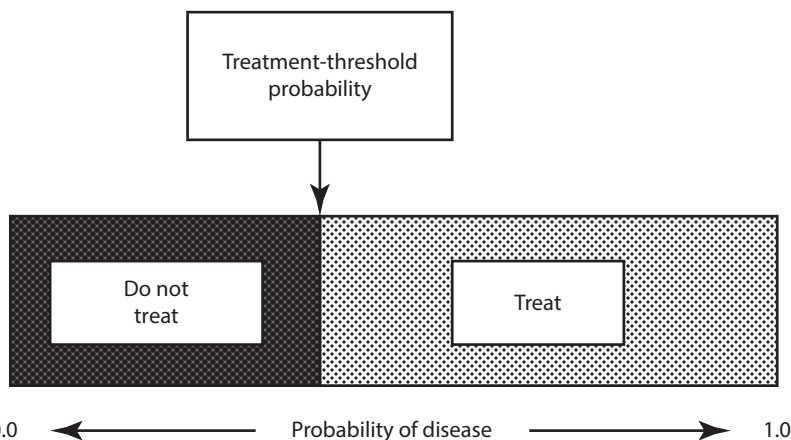 Treatment-threshold
probability
Do not
treat
Treat
0.0 Probability of disease 1.0